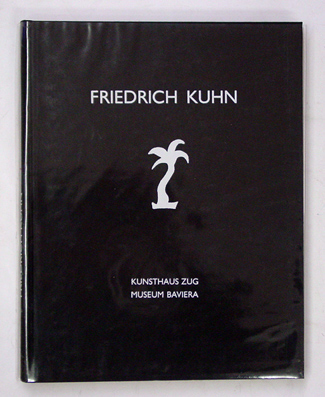 FRIEDRICH KUHN
KUNSTHAUS ZUG
MUSEUM BAVIERA